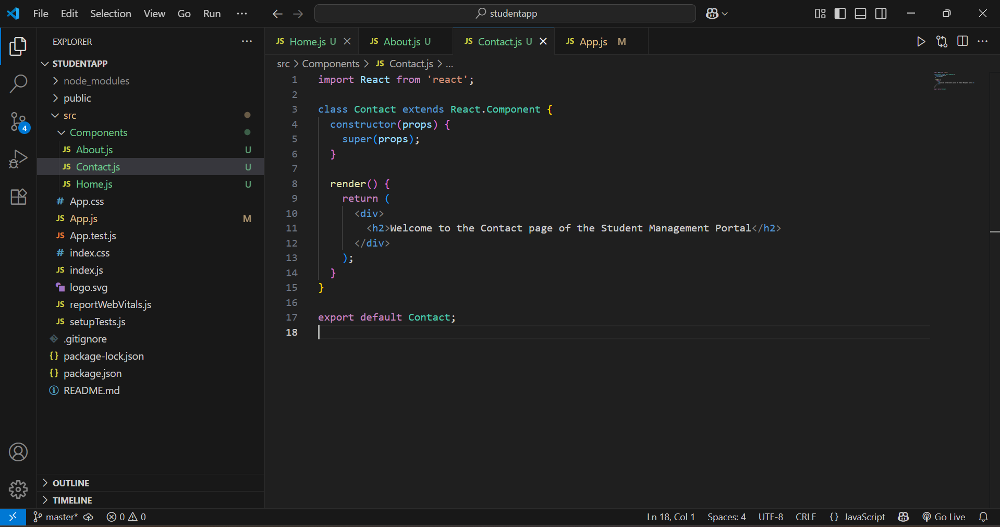 File Edit Selection View Go Run ··· studentapp
EXPLORER ···
STUDENTAPP
node_modules
public
src
Components
JS About.js U
JS Contact.js U
JS Home.js U
# App.css
JS App.js M
JS App.test.js
# index.css
JS index.js
logo.svg
JS reportWebVitals.js
JS setupTests.js
.gitignore
{} package-lock.json
{} package.json
README.md
OUTLINE
TIMELINE
4
JS Home.js U JS About.js U JS Contact.js U JS App.js M
src > Components > JS Contact.js > ...
1 import React from 'react';
2
3 class Contact extends React.Component {
4 constructor(props) {
5 super(props);
6 }
7
8 render() {
9 return (
10 <div>
11 <h2>Welcome to the Contact page of the Student Management Portal</h2>
12 </div>
13 );
14 }
15 }
16
17 export default Contact;
18
master* 0 0 Ln 18, Col 1 Spaces: 4 UTF-8 CRLF {} JavaScript Go Live